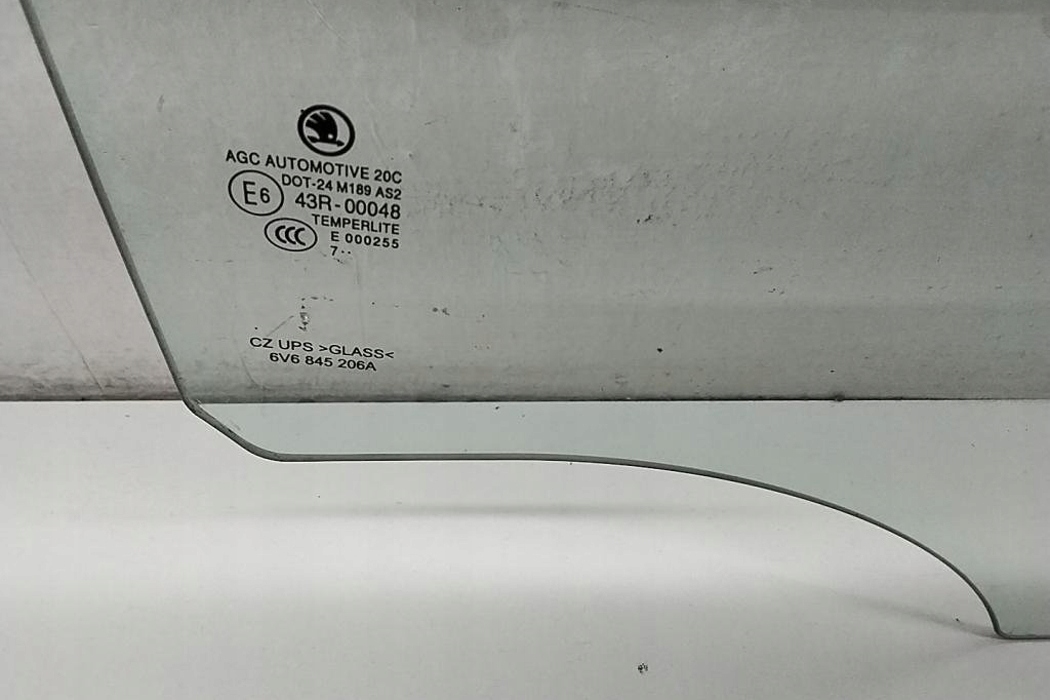 AGC AUTOMOTIVE 20C
DOT-24 M189 AS2
E6 43R-00048
TEMPERLITE
CCC E 000255
7··
CZ UPS >GLASS<
6V6 845 206A